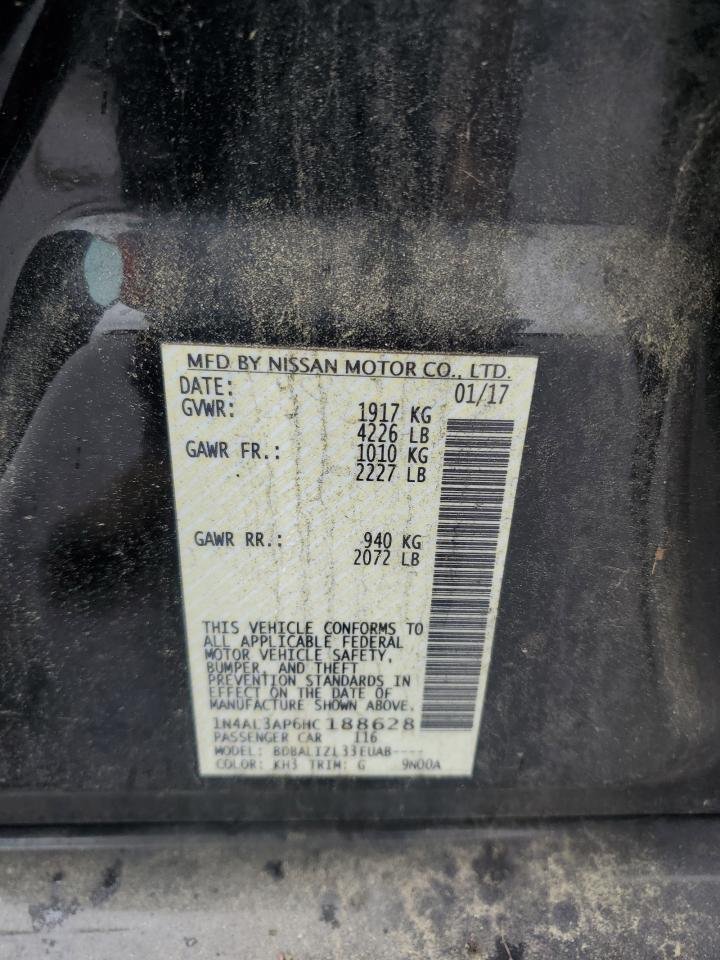 MFD BY NISSAN MOTOR CO., LTD.
DATE: 01/17
GVWR: 1917 KG
4226 LB
GAWR FR.: 1010 KG
2227 LB
GAWR RR.: 940 KG
2072 LB
THIS VEHICLE CONFORMS TO
ALL APPLICABLE FEDERAL
MOTOR VEHICLE SAFETY,
BUMPER, AND THEFT
PREVENTION STANDARDS IN
EFFECT ON THE DATE OF
MANUFACTURE SHOWN ABOVE.
1N4AL3AP6HC188628
PASSENGER CAR I16
MODEL: BDBALIZL33EUAB----
COLOR: KH3 TRIM: G 9N00A